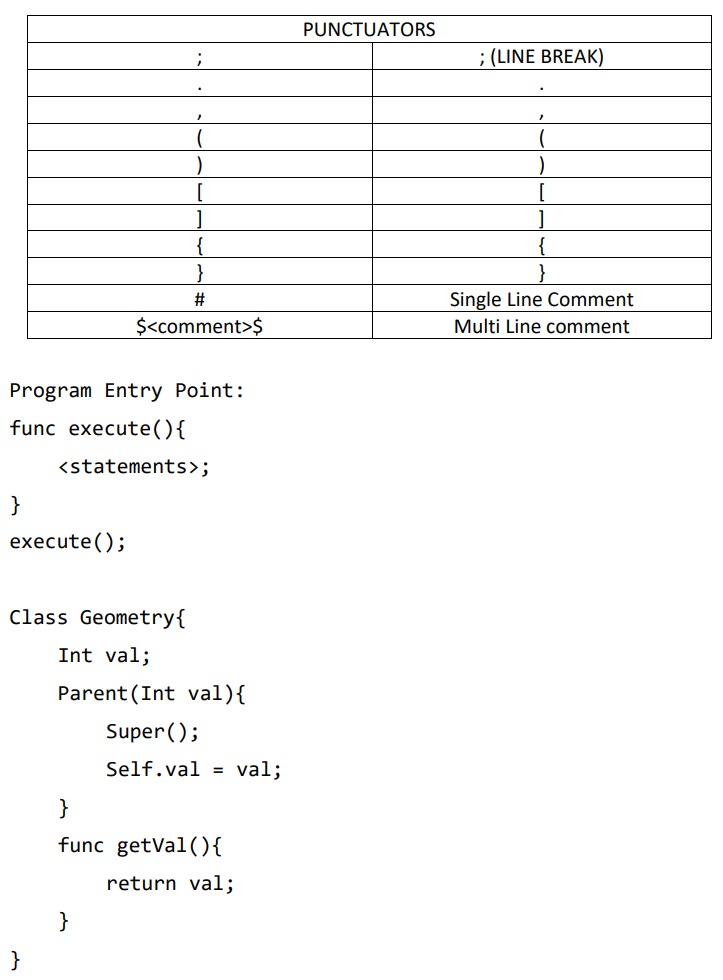 PUNCTUATORS
; ; (LINE BREAK)
. .
, ,
( (
) )
[ [
] ]
{ {
} }
# Single Line Comment
$<comment>$ Multi Line comment
Program Entry Point:
func execute(){
<statements>;
}
execute();
Class Geometry{
Int val;
Parent(Int val){
Super();
Self.val = val;
}
func getVal(){
return val;
}
}